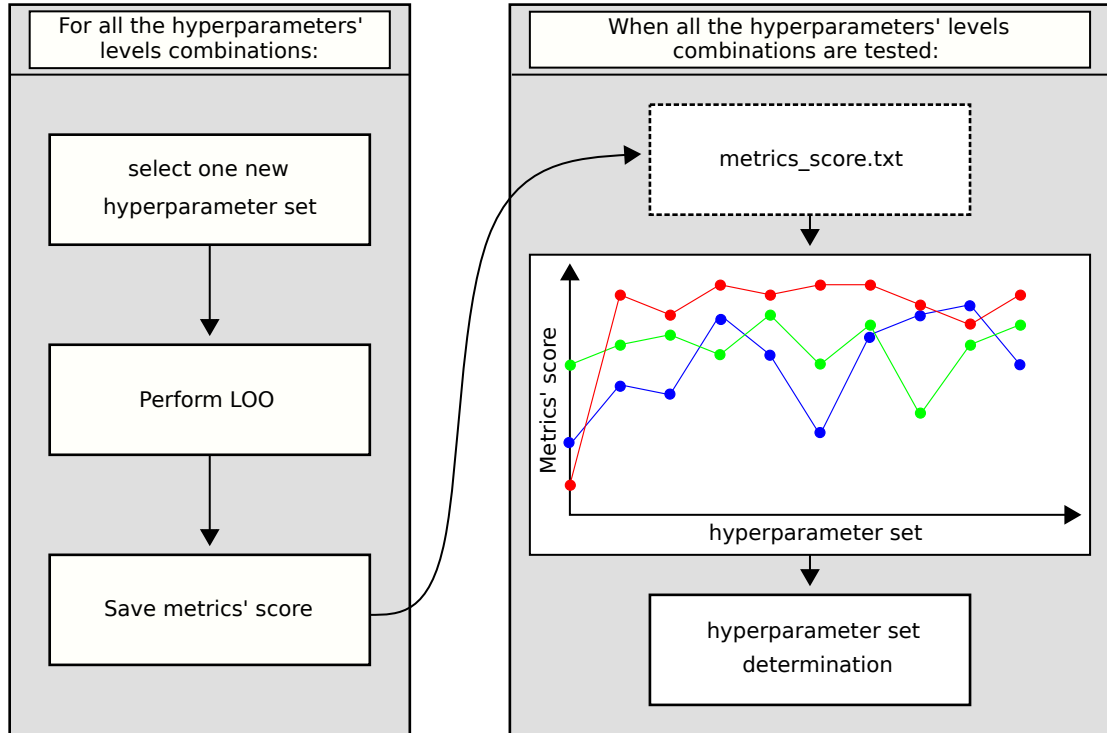 For all the hyperparameters'
levels combinations:
select one new
hyperparameter set
Perform LOO
Save metrics' score
When all the hyperparameters' levels
combinations are tested:
metrics_score.txt
Metrics' score
hyperparameter set
hyperparameter set
determination